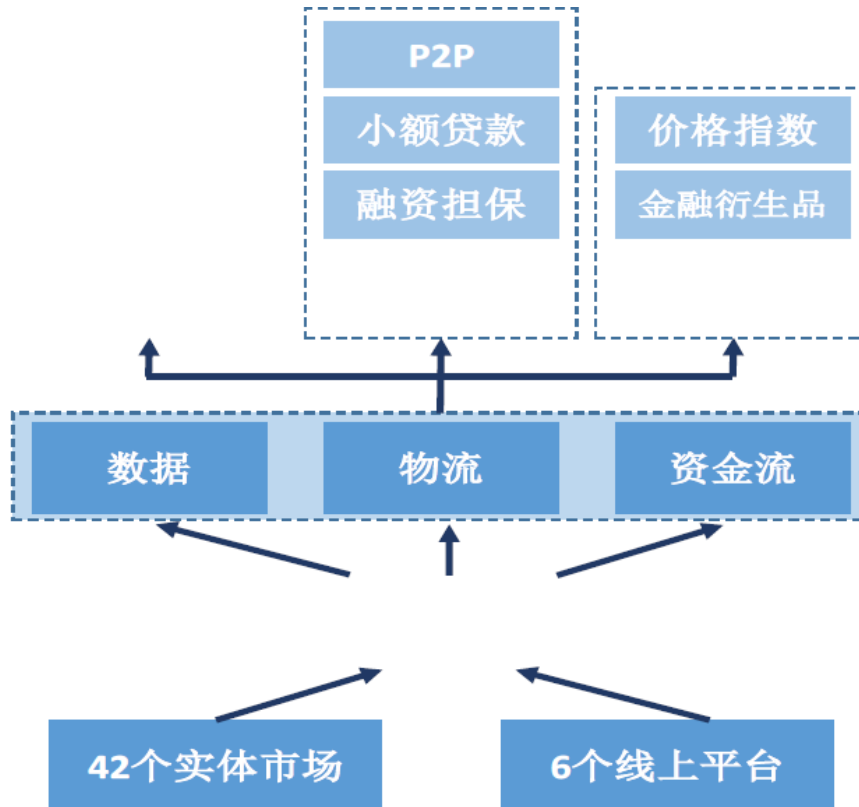 P2P
小额贷款
融资担保
价格指数
金融衍生品
数据
物流
资金流
42个实体市场
6个线上平台